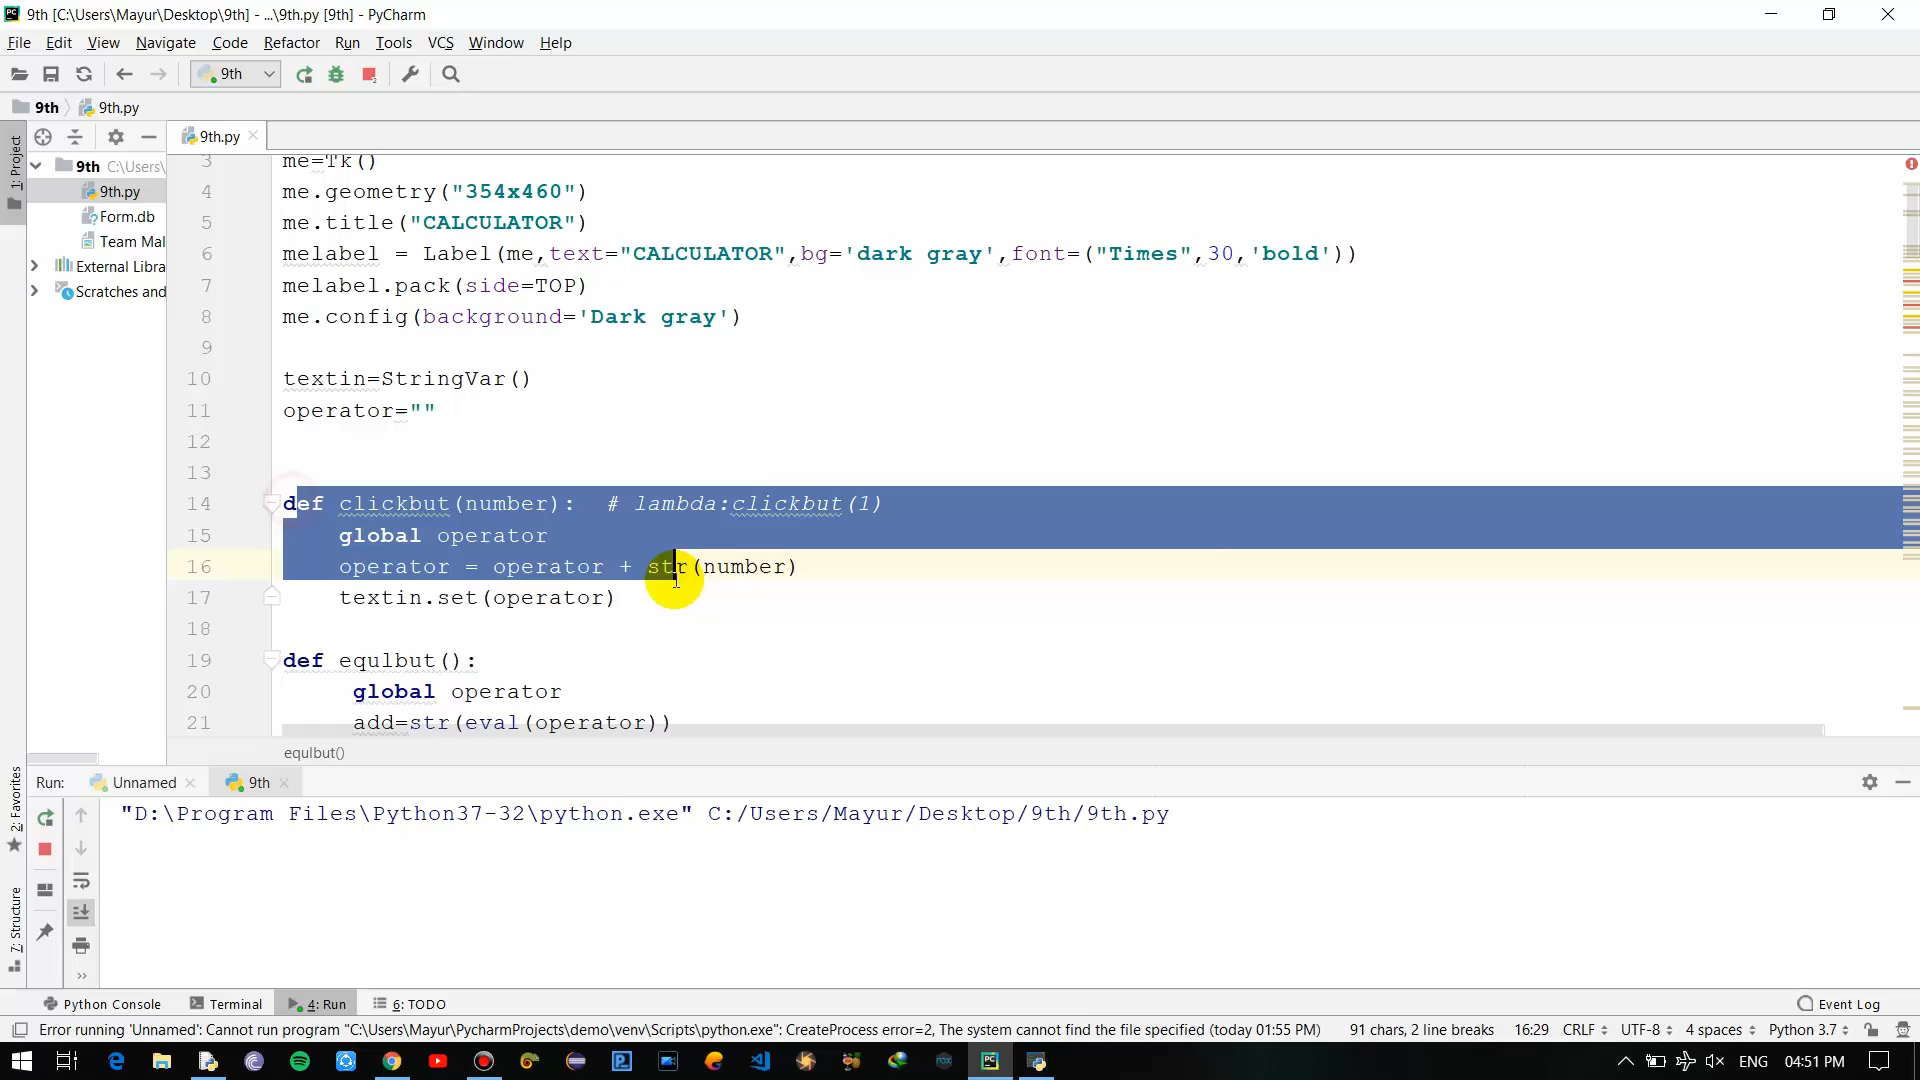 9th [C:\Users\Mayur\Desktop\9th] - ...\9th.py [9th] - PyCharm
File Edit View Navigate Code Refactor Run Tools VCS Window Help
9th
9th 9th.py
1: Project
9th.py
9th C:\Users\
9th.py
Form.db
Team Mal
External Libra
Scratches and
3 me=Tk()
4 me.geometry("354x460")
5 me.title("CALCULATOR")
6 melabel = Label(me,text="CALCULATOR",bg='dark gray',font=("Times",30,'bold'))
7 melabel.pack(side=TOP)
8 me.config(background='Dark gray')
9
10 textin=StringVar()
11 operator=""
12
13
14 def clickbut(number):  # lambda:clickbut(1)
15 global operator
16 operator = operator + str(number)
17 textin.set(operator)
18
19 def equlbut():
20 global operator
21 add=str(eval(operator))
equlbut()
2: Favorites
7: Structure
Run: Unnamed 9th
"D:\Program Files\Python37-32\python.exe" C:/Users/Mayur/Desktop/9th/9th.py
Python Console Terminal 4: Run 6: TODO Event Log
Error running 'Unnamed': Cannot run program "C:\Users\Mayur\PycharmProjects\demo\venv\Scripts\python.exe": CreateProcess error=2, The system cannot find the file specified (today 01:55 PM) 91 chars, 2 line breaks 16:29 CRLF UTF-8 4 spaces Python 3.7
ENG 04:51 PM